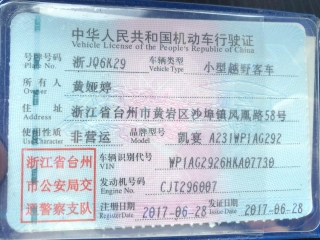 中华人民共和国机动车行驶证
Vehicle License of the People's Republic of China
号牌号码 Plate No. 浙JQ6K29 车辆类型 Vehicle Type 小型越野客车
所有人 Owner 黄娅婷
住址 Address 浙江省台州市黄岩区沙埠镇凤凰路58号
使用性质 Use Character 非营运 品牌型号 Model 凯宴 A231WP1AG292
浙江省台州
市公安局交
通警察支队
车辆识别代号 VIN WP1AG2926HKA07730
发动机号码 Engine No. CJT296007
注册日期 Register Date 2017-06-28 发证日期 Issue Date 2017-06-28